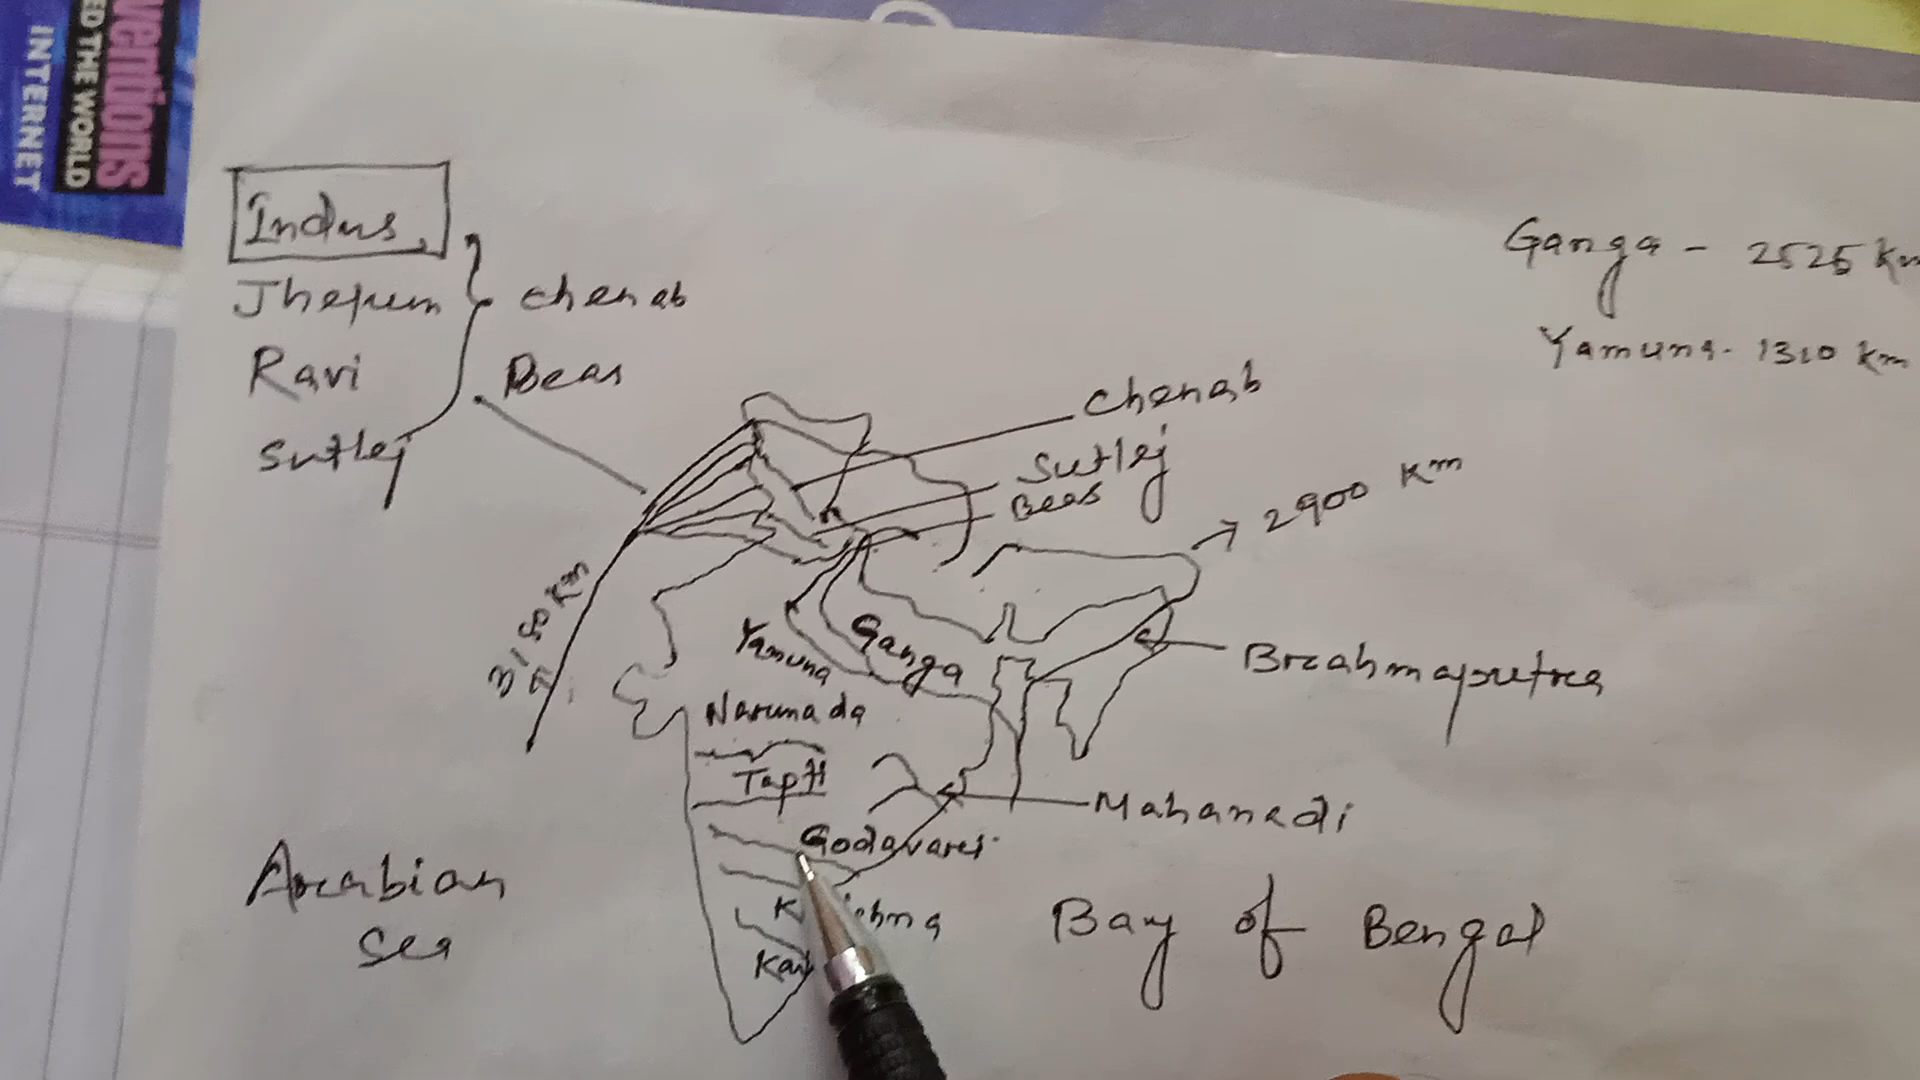 ventions
ED THE WORLD
INTERNET
Indus
Jhelum
Chenab
Ravi
Beas
Sutlej
Ganga - 2525 Km
Yamuna - 1310 Km
Chenab
Sutlej
Beas
2900 Km
3180 Km
Yamuna
Ganga
Brahmaputra
Narmada
Tapti
Mahanadi
Godavari
Arabian
Sea
Bay of Bengal